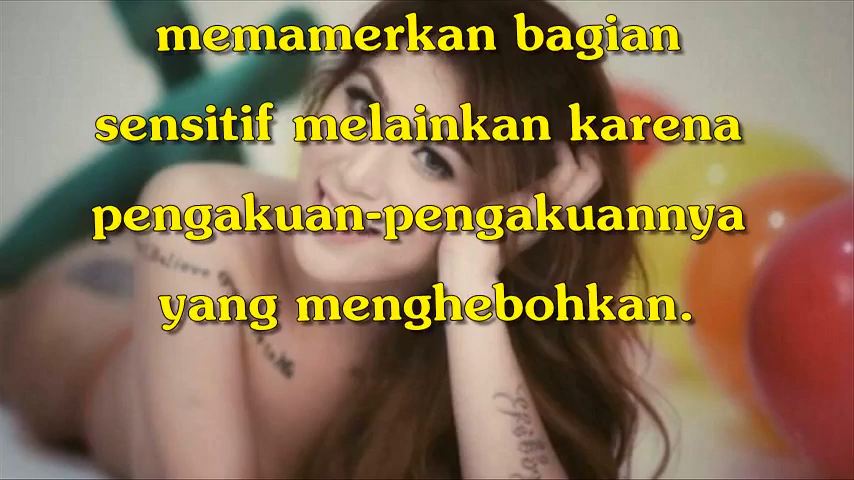 memamerkan bagian
sensitif melainkan karena
pengakuan-pengakuannya
yang menghebohkan.